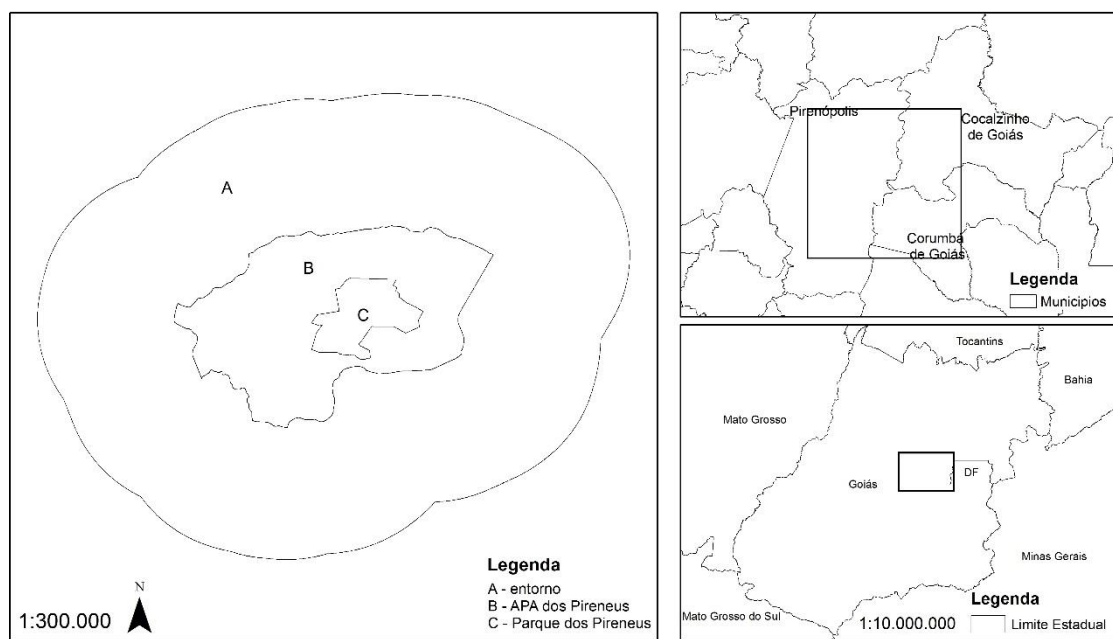 A
B
C
N
1:300.000
Legenda
A - entorno
B - APA dos Pireneus
C - Parque dos Pireneus
Pirenópolis
Cocalzinho
de Goiás
Corumbá
de Goiás
Legenda
Municipios
Tocantins
Bahia
Mato Grosso
Goiás
DF
Minas Gerais
Mato Grosso do Sul
1:10.000.000
Legenda
Limite Estadual